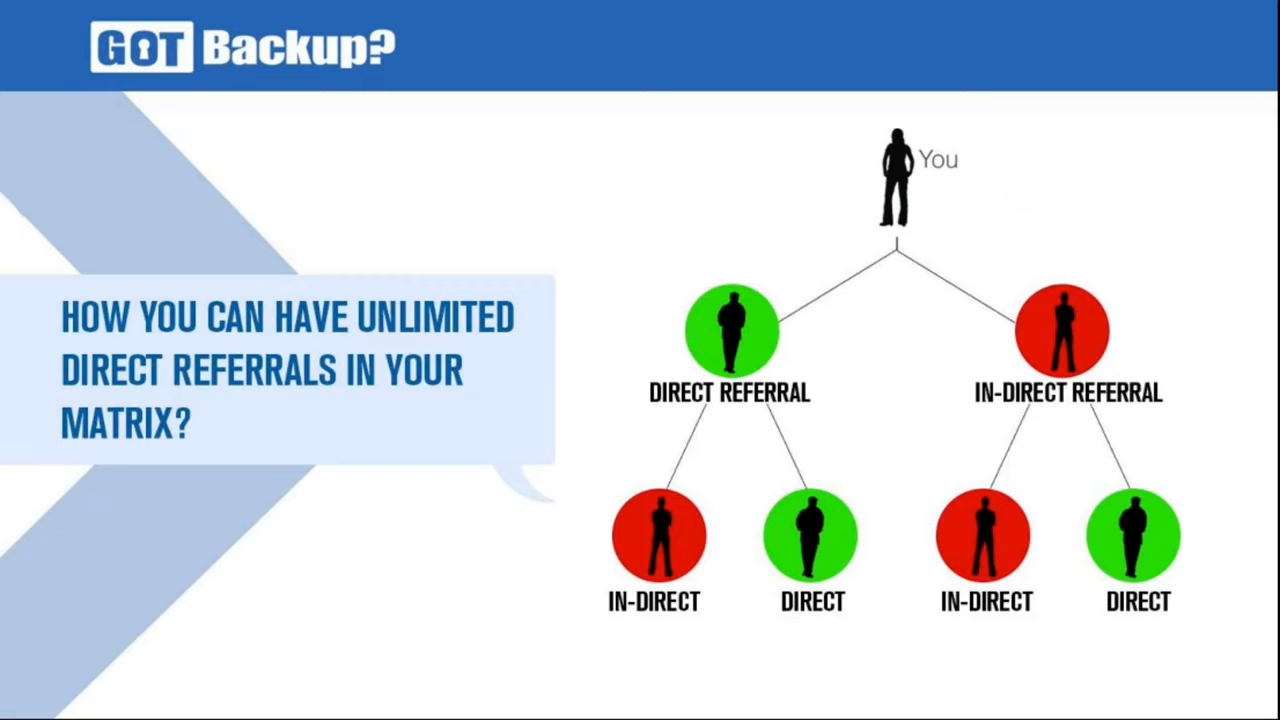 GOT Backup?
You
HOW YOU CAN HAVE UNLIMITED
DIRECT REFERRALS IN YOUR
MATRIX?
DIRECT REFERRAL
IN-DIRECT REFERRAL
IN-DIRECT
DIRECT
IN-DIRECT
DIRECT